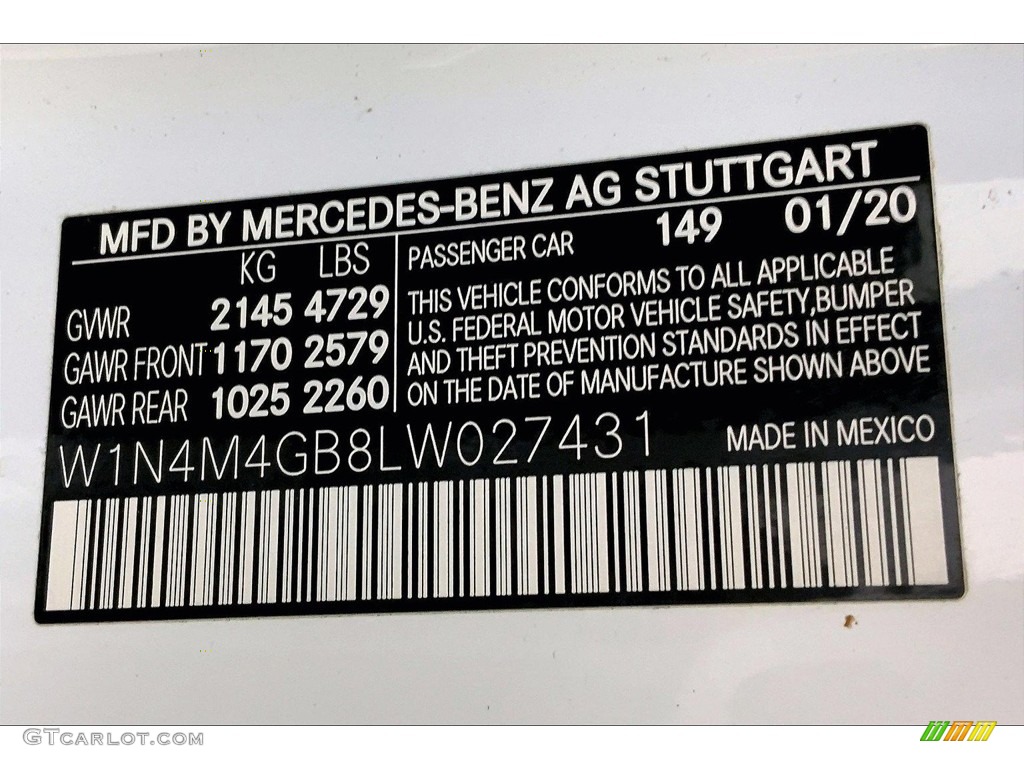 MFD BY MERCEDES-BENZ AG STUTTGART
KG LBS
GVWR 2145 4729
GAWR FRONT 1170 2579
GAWR REAR 1025 2260
PASSENGER CAR 149 01/20
THIS VEHICLE CONFORMS TO ALL APPLICABLE
U.S. FEDERAL MOTOR VEHICLE SAFETY,BUMPER
AND THEFT PREVENTION STANDARDS IN EFFECT
ON THE DATE OF MANUFACTURE SHOWN ABOVE
W1N4M4GB8LW027431 MADE IN MEXICO
GTcarlot.com